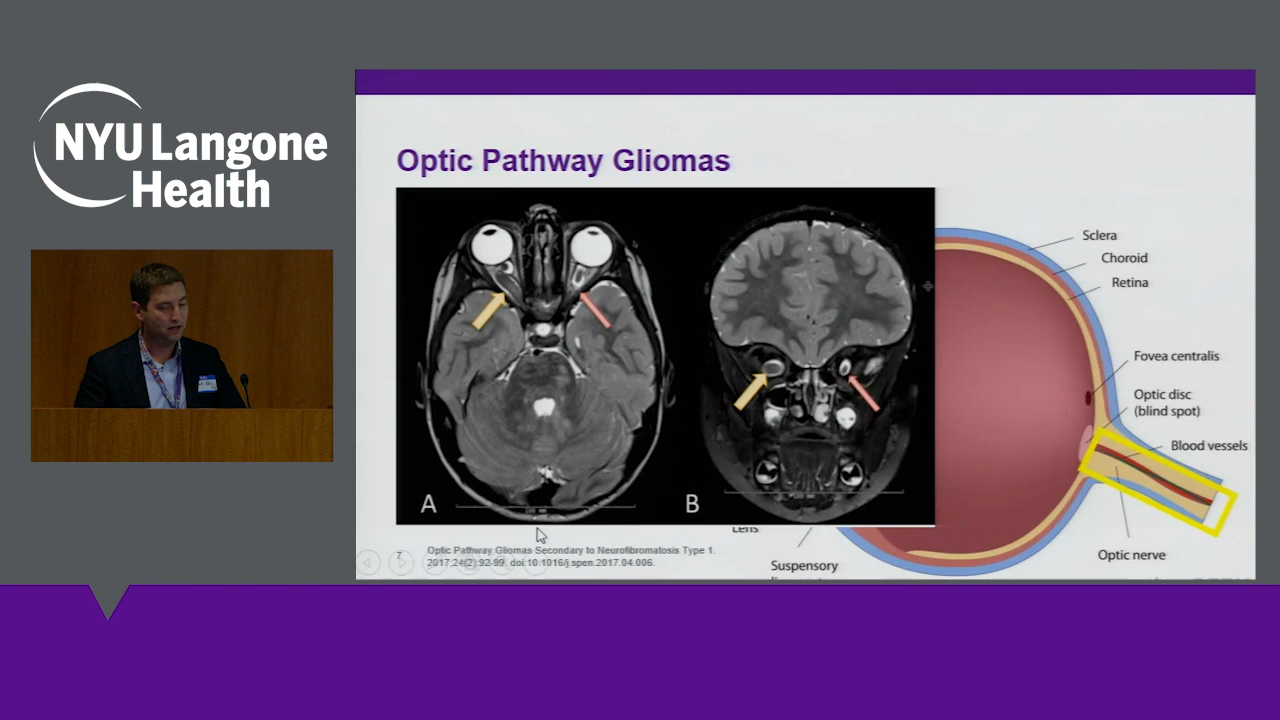 NYU Langone
Health
Optic Pathway Gliomas
A
B
Sclera
Choroid
Retina
Fovea centralis
Optic disc
(blind spot)
Blood vessels
Optic nerve
Lens
Suspensory
7
Optic Pathway Gliomas Secondary to Neurofibromatosis Type 1.
2017;24(2):92-99. doi:10.1016/j.spen.2017.04.006.